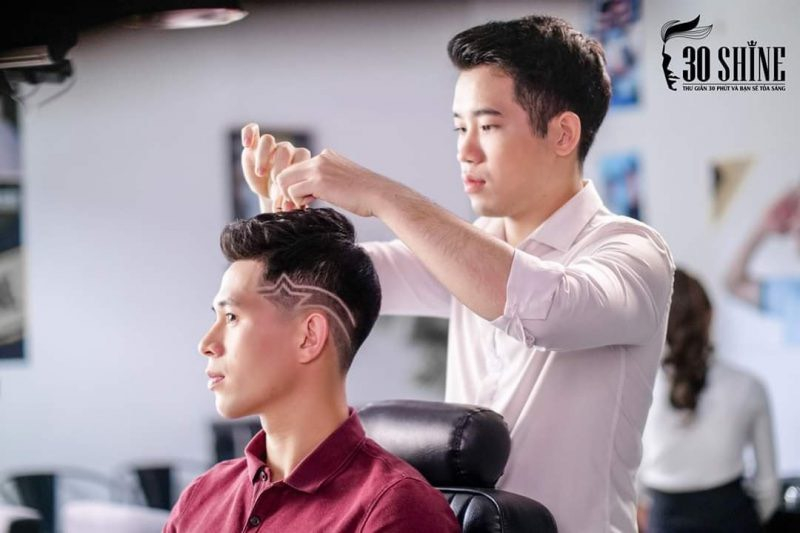 30 SHINE
THƯ GIÃN 30 PHÚT VÀ BẠN SẼ TỎA SÁNG